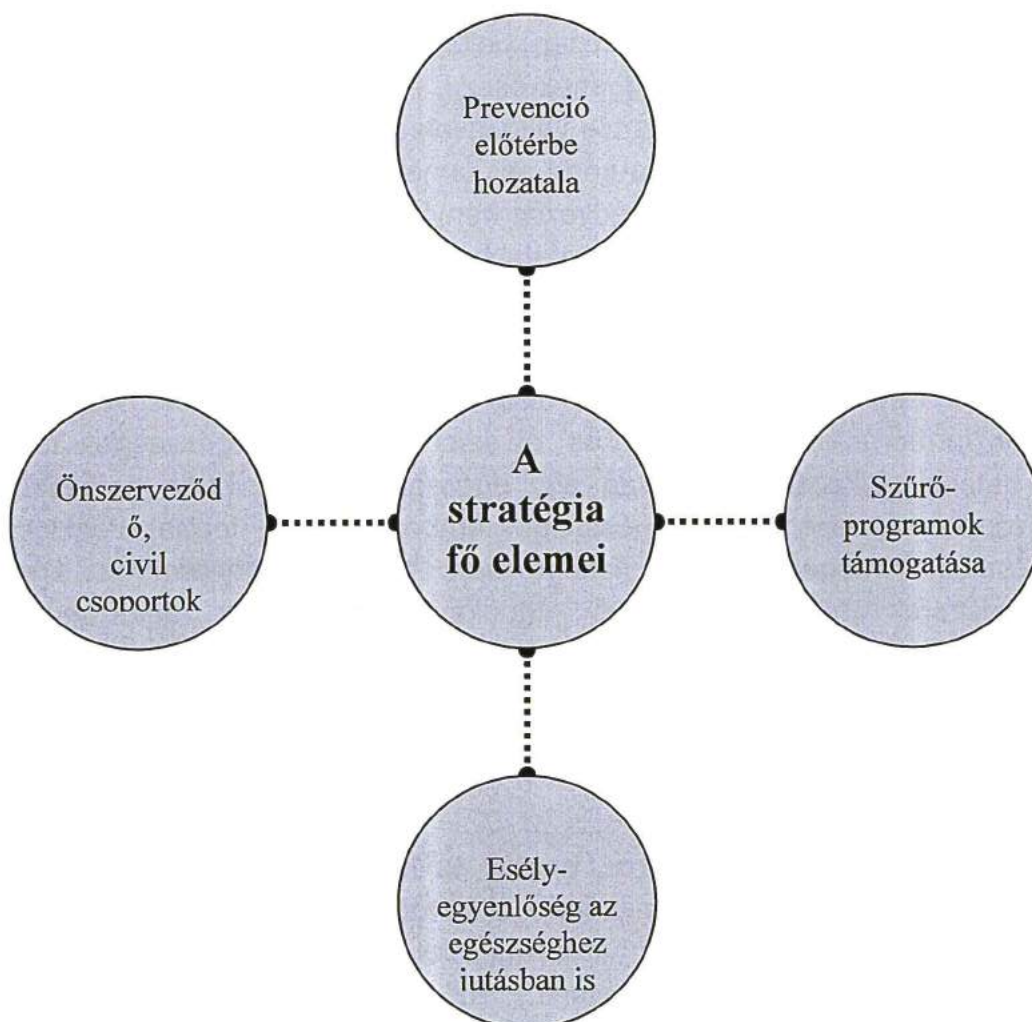 Prevenció
előtérbe
hozatala
Önszerveződ
ő,
civil
csoportok
A
stratégia
fő elemei
Szűrő-
programok
támogatása
Esély-
egyenlőség az
egészséghez
jutásban is